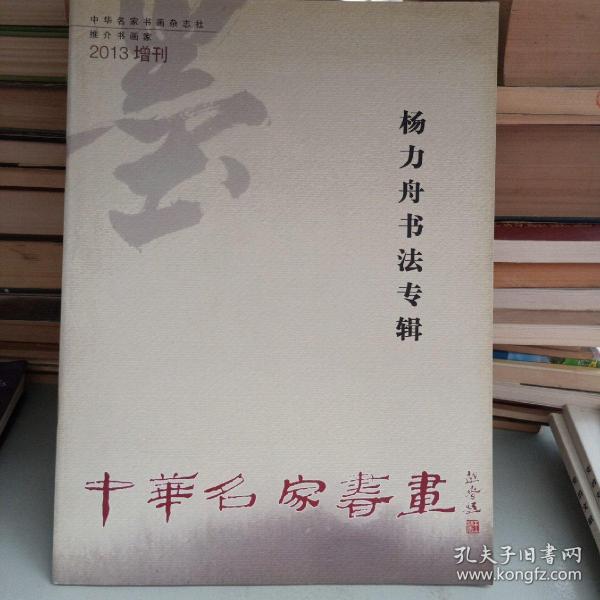 中华名家书画杂志社
推介书画家
2013 增刊
墨
杨力舟书法专辑
中華名家書畫
孔夫子旧书网
www.kongfz.com